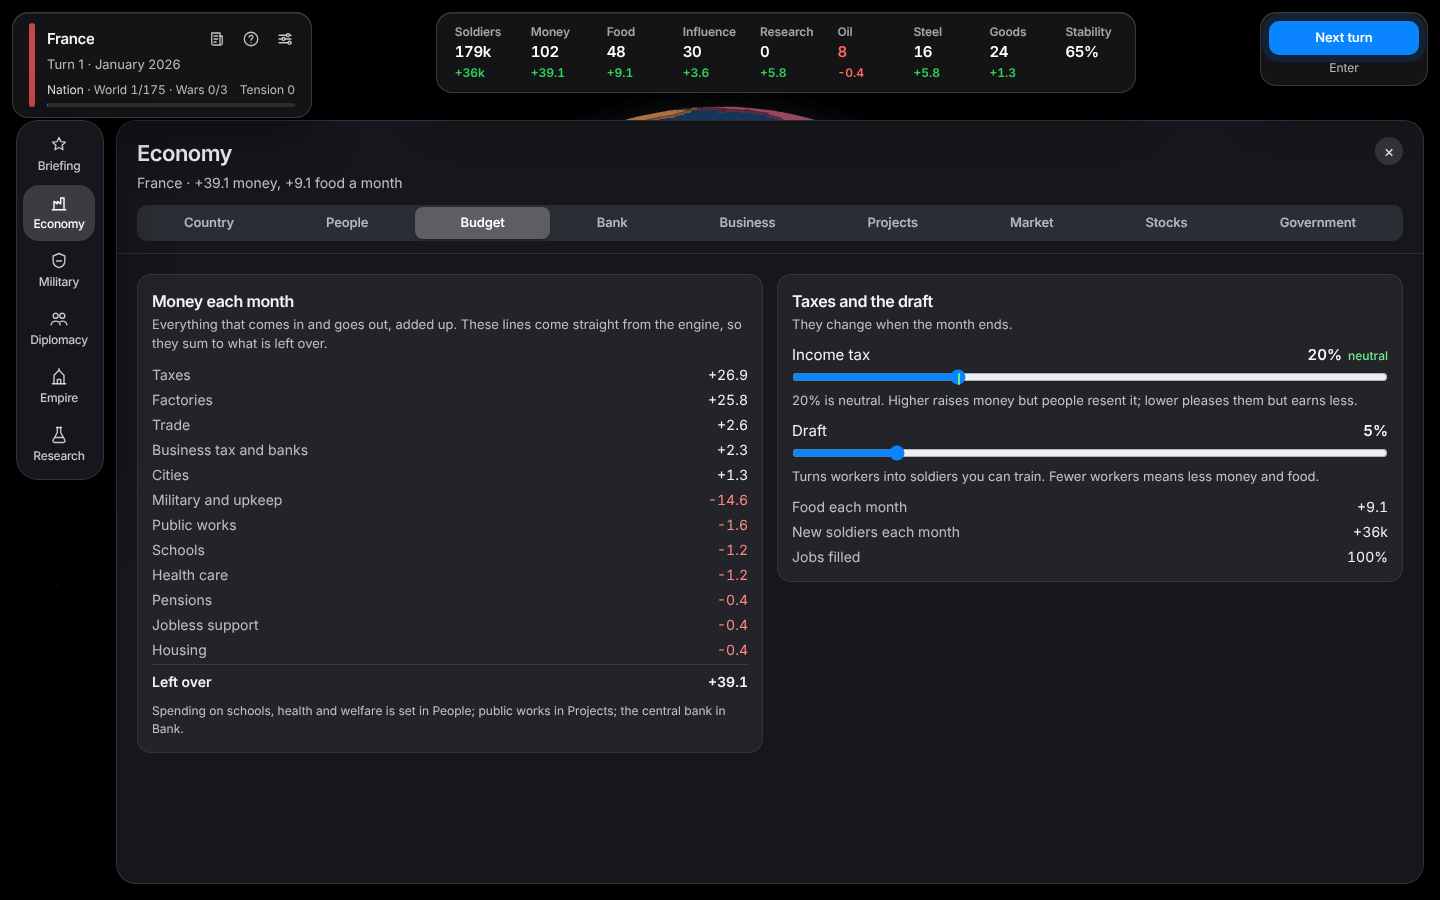 France
Turn 1 · January 2026
Nation · World 1/175 · Wars 0/3 Tension 0
Soldiers Money Food Influence Research Oil Steel Goods Stability
179k 102 48 30 0 8 16 24 65%
+36k +39.1 +9.1 +3.6 +5.8 -0.4 +5.8 +1.3
Next turn
Enter
Briefing
Economy
Military
Diplomacy
Empire
Research
Economy
×
France · +39.1 money, +9.1 food a month
Country People Budget Bank Business Projects Market Stocks Government
Money each month
Everything that comes in and goes out, added up. These lines come straight from the engine, so
they sum to what is left over.
Taxes +26.9
Factories +25.8
Trade +2.6
Business tax and banks +2.3
Cities +1.3
Military and upkeep -14.6
Public works -1.6
Schools -1.2
Health care -1.2
Pensions -0.4
Jobless support -0.4
Housing -0.4
Left over +39.1
Spending on schools, health and welfare is set in People; public works in Projects; the central bank in
Bank.
Taxes and the draft
They change when the month ends.
Income tax 20% neutral
20% is neutral. Higher raises money but people resent it; lower pleases them but earns less.
Draft 5%
Turns workers into soldiers you can train. Fewer workers means less money and food.
Food each month +9.1
New soldiers each month +36k
Jobs filled 100%